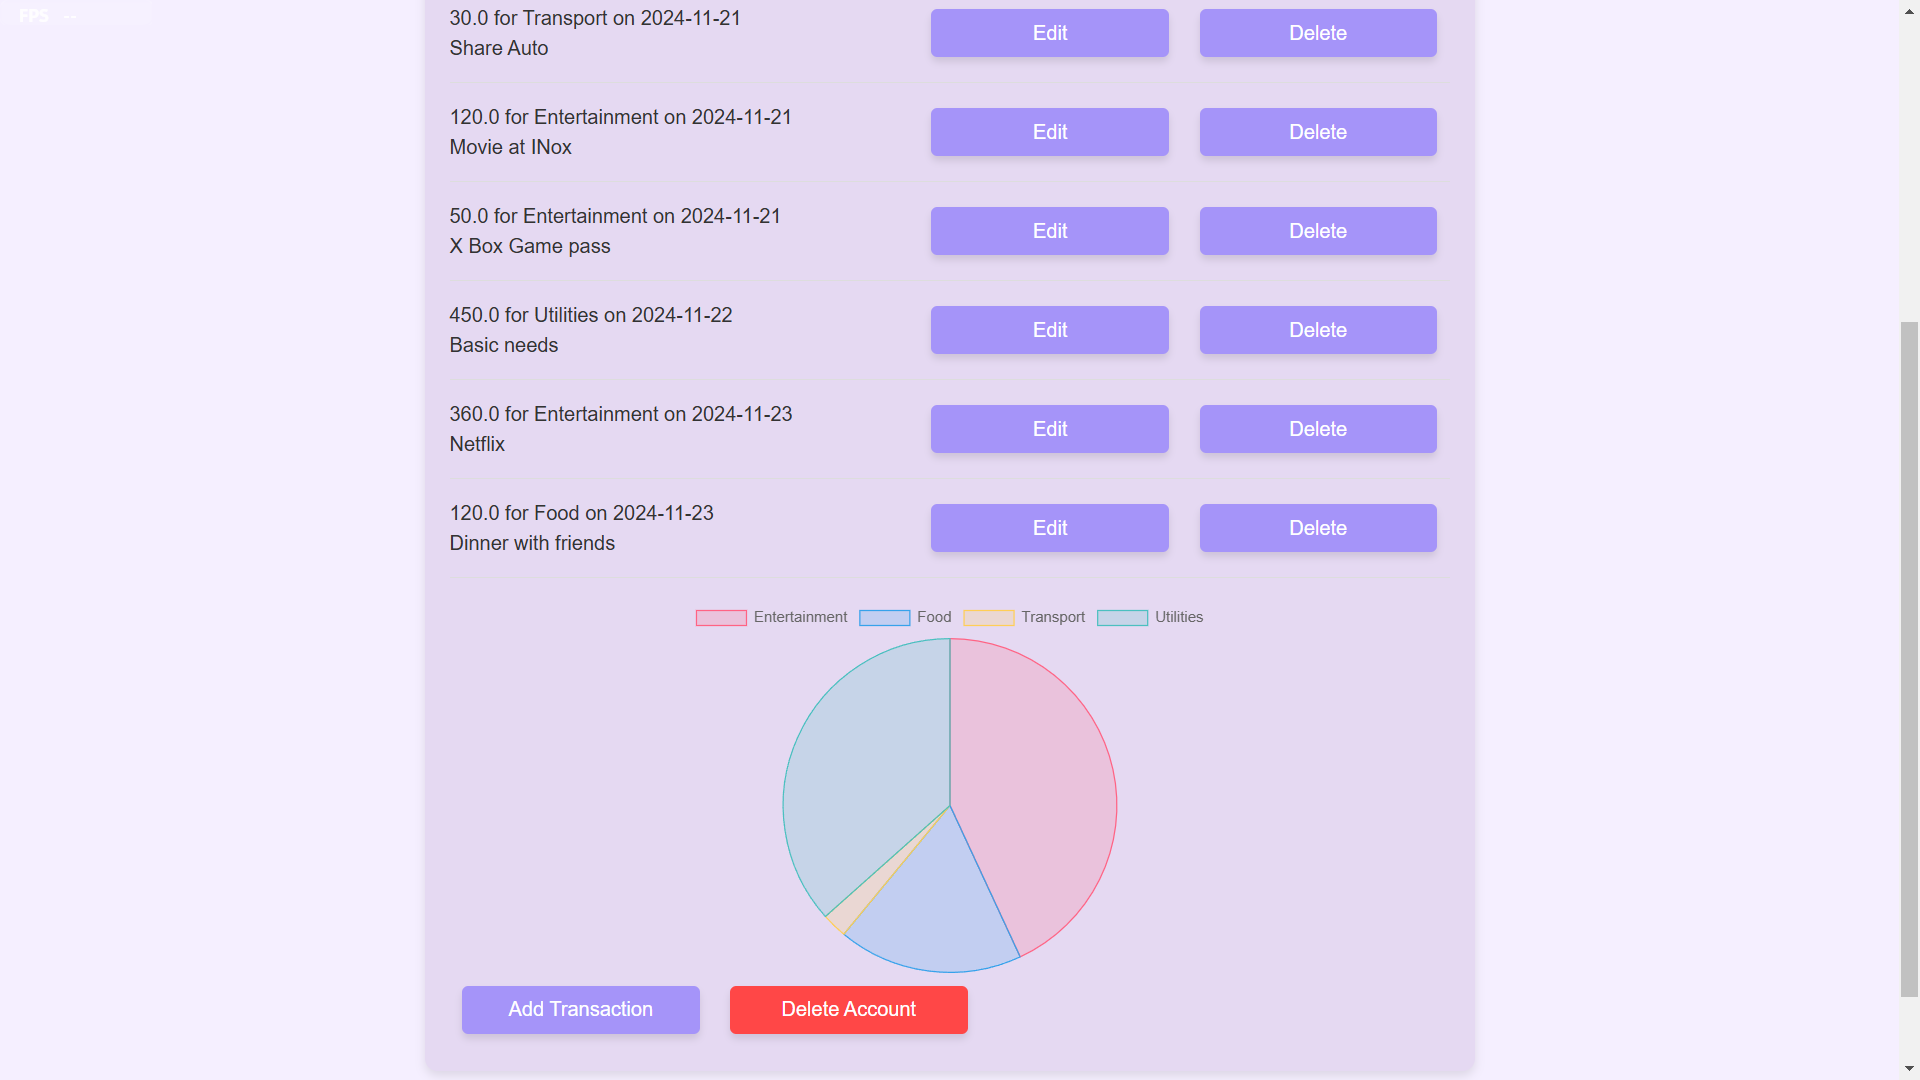 FPS --
30.0 for Transport on 2024-11-21
Share Auto
Edit
Delete
120.0 for Entertainment on 2024-11-21
Movie at INox
Edit
Delete
50.0 for Entertainment on 2024-11-21
X Box Game pass
Edit
Delete
450.0 for Utilities on 2024-11-22
Basic needs
Edit
Delete
360.0 for Entertainment on 2024-11-23
Netflix
Edit
Delete
120.0 for Food on 2024-11-23
Dinner with friends
Edit
Delete
Entertainment
Food
Transport
Utilities
Add Transaction
Delete Account